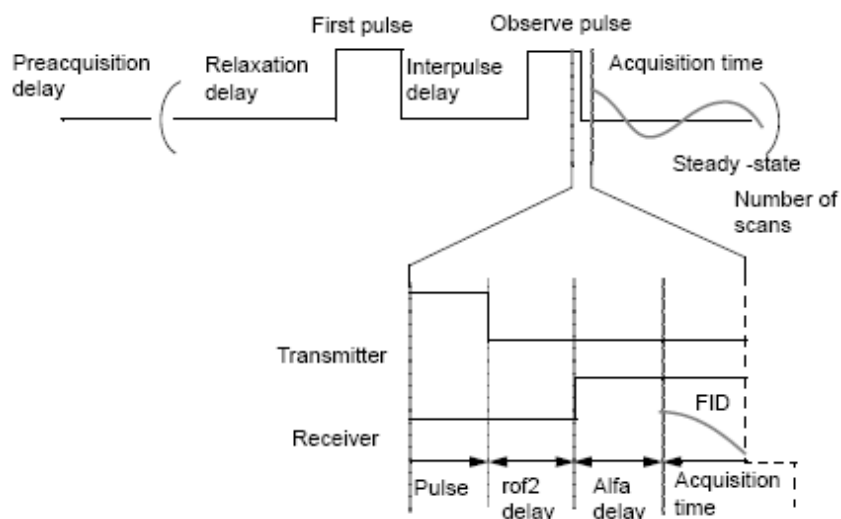 First pulse
Observe pulse
Preacquisition
delay
Relaxation
delay
Interpulse
delay
Acquisition time
Steady -state
Number of
scans
Transmitter
Receiver
FID
Pulse
rof2
delay
Alfa
delay
Acquisition
time